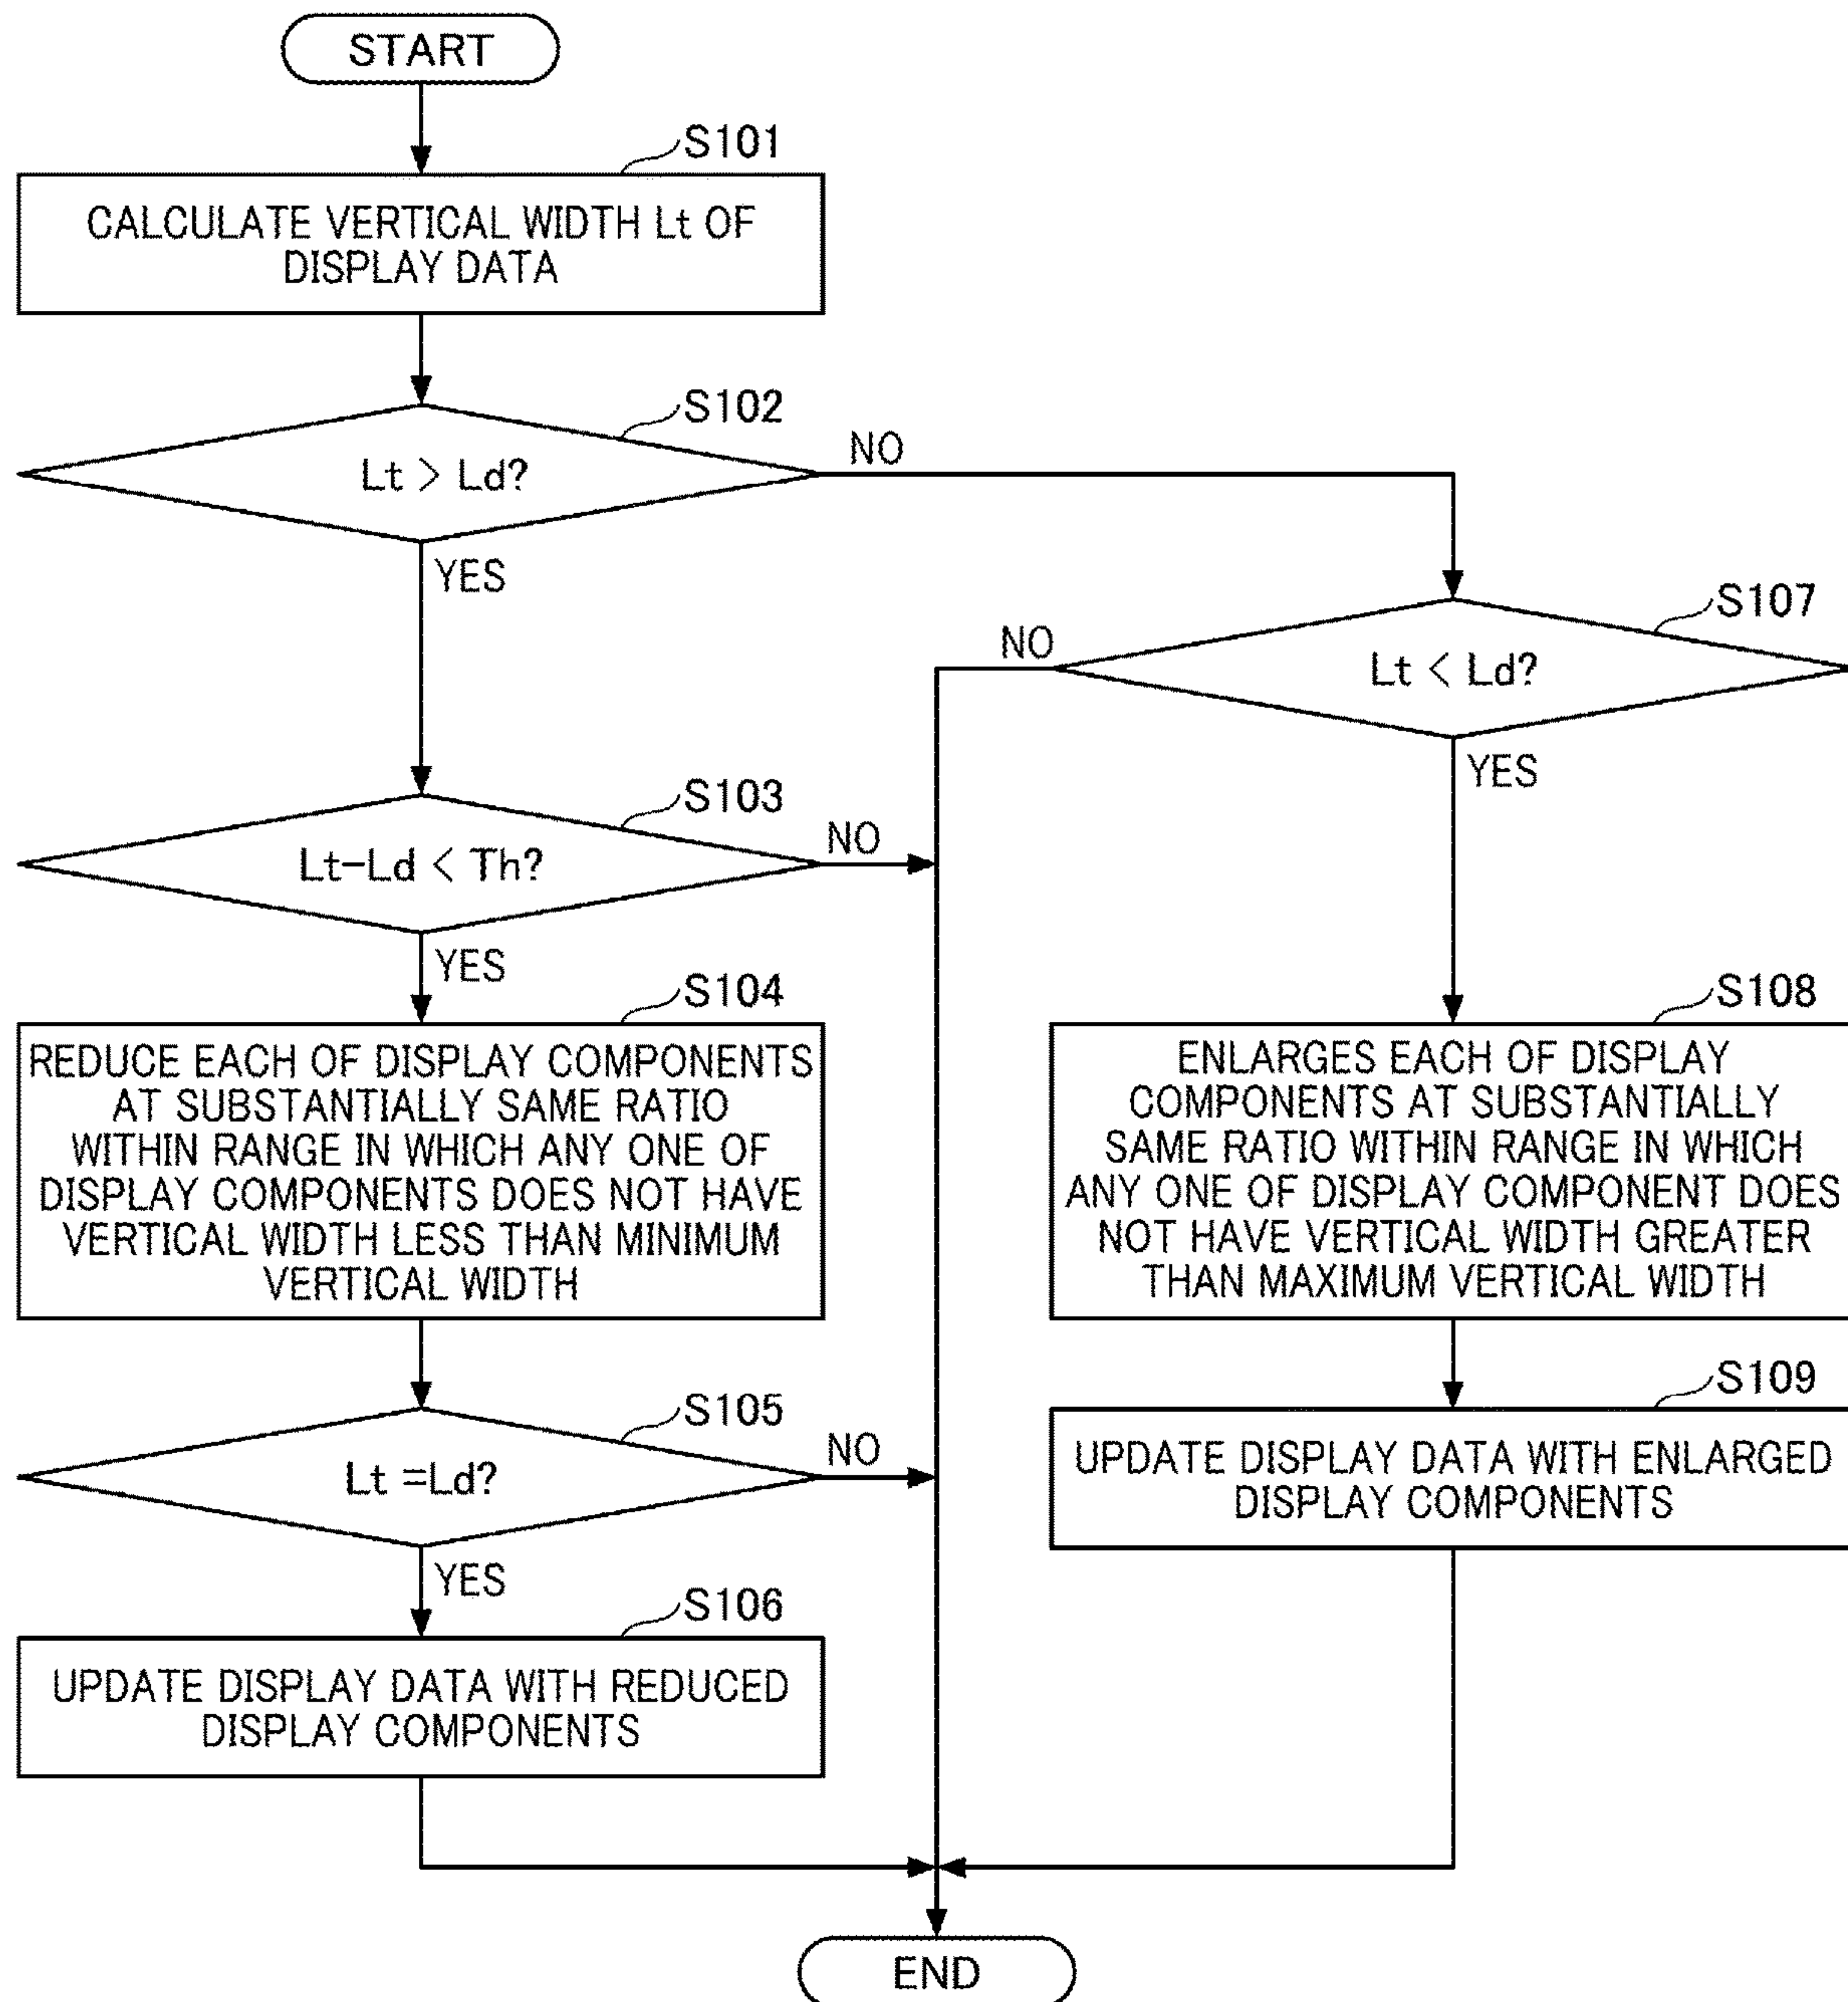 START
S101
CALCULATE VERTICAL WIDTH Lt OF
DISPLAY DATA
S102
Lt > Ld?
NO
YES
S107
Lt < Ld?
NO
YES
S103
Lt-Ld < Th?
NO
YES
S104
REDUCE EACH OF DISPLAY COMPONENTS
AT SUBSTANTIALLY SAME RATIO
WITHIN RANGE IN WHICH ANY ONE OF
DISPLAY COMPONENTS DOES NOT HAVE
VERTICAL WIDTH LESS THAN MINIMUM
VERTICAL WIDTH
S108
ENLARGES EACH OF DISPLAY
COMPONENTS AT SUBSTANTIALLY
SAME RATIO WITHIN RANGE IN WHICH
ANY ONE OF DISPLAY COMPONENT DOES
NOT HAVE VERTICAL WIDTH GREATER
THAN MAXIMUM VERTICAL WIDTH
S105
Lt =Ld?
NO
YES
S109
UPDATE DISPLAY DATA WITH ENLARGED
DISPLAY COMPONENTS
S106
UPDATE DISPLAY DATA WITH REDUCED
DISPLAY COMPONENTS
END